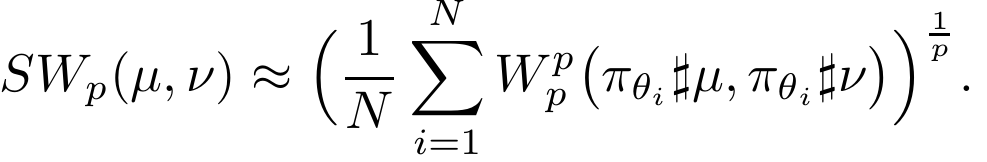 $SW_p(\mu, \nu) \approx \Big( \frac{1}{N} \sum_{i=1}^{N} W_p^p \big( \pi_{\theta_i} \sharp \mu, \pi_{\theta_i} \sharp \nu \big) \Big)^{\frac{1}{p}}.$